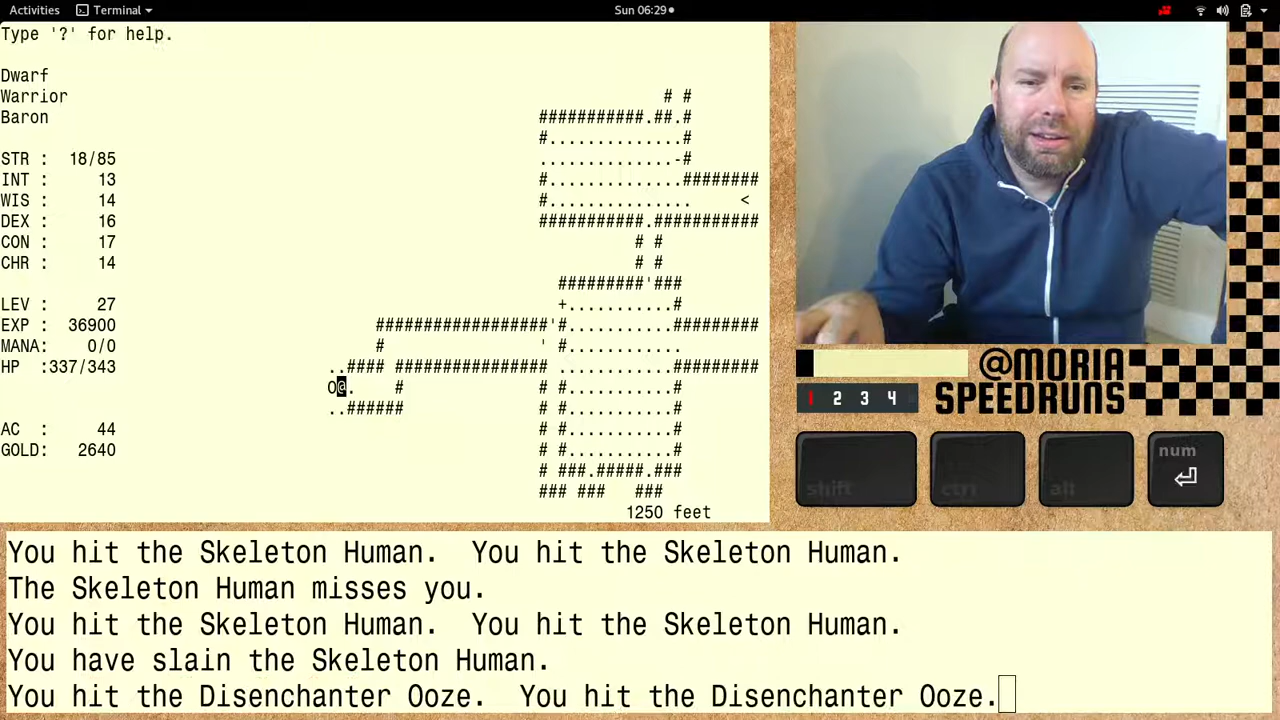 Activities Terminal Sun 06:29
Type '?' for help.
Dwarf
Warrior
Baron
STR : 18/85
INT : 13
WIS : 14
DEX : 16
CON : 17
CHR : 14
LEV : 27
EXP : 36900
MANA: 0/0
HP :337/343
AC : 44
GOLD: 2640
# #
###########.##.#
#..............#
...............-#
#..............########
#............... <
###########.###########
# #
# #
#########'###
+...........#
##################'#...........#########
# '#...........
..#### ################............#########
O@. # # #...........#
..###### # #...........#
# #...........#
# #...........#
# ###.#####.###
### ### ###
1250 feet
@MORIA
1 2 3 4 SPEEDRUNS
shift ctrl alt num
You hit the Skeleton Human. You hit the Skeleton Human.
The Skeleton Human misses you.
You hit the Skeleton Human. You hit the Skeleton Human.
You have slain the Skeleton Human.
You hit the Disenchanter Ooze. You hit the Disenchanter Ooze.